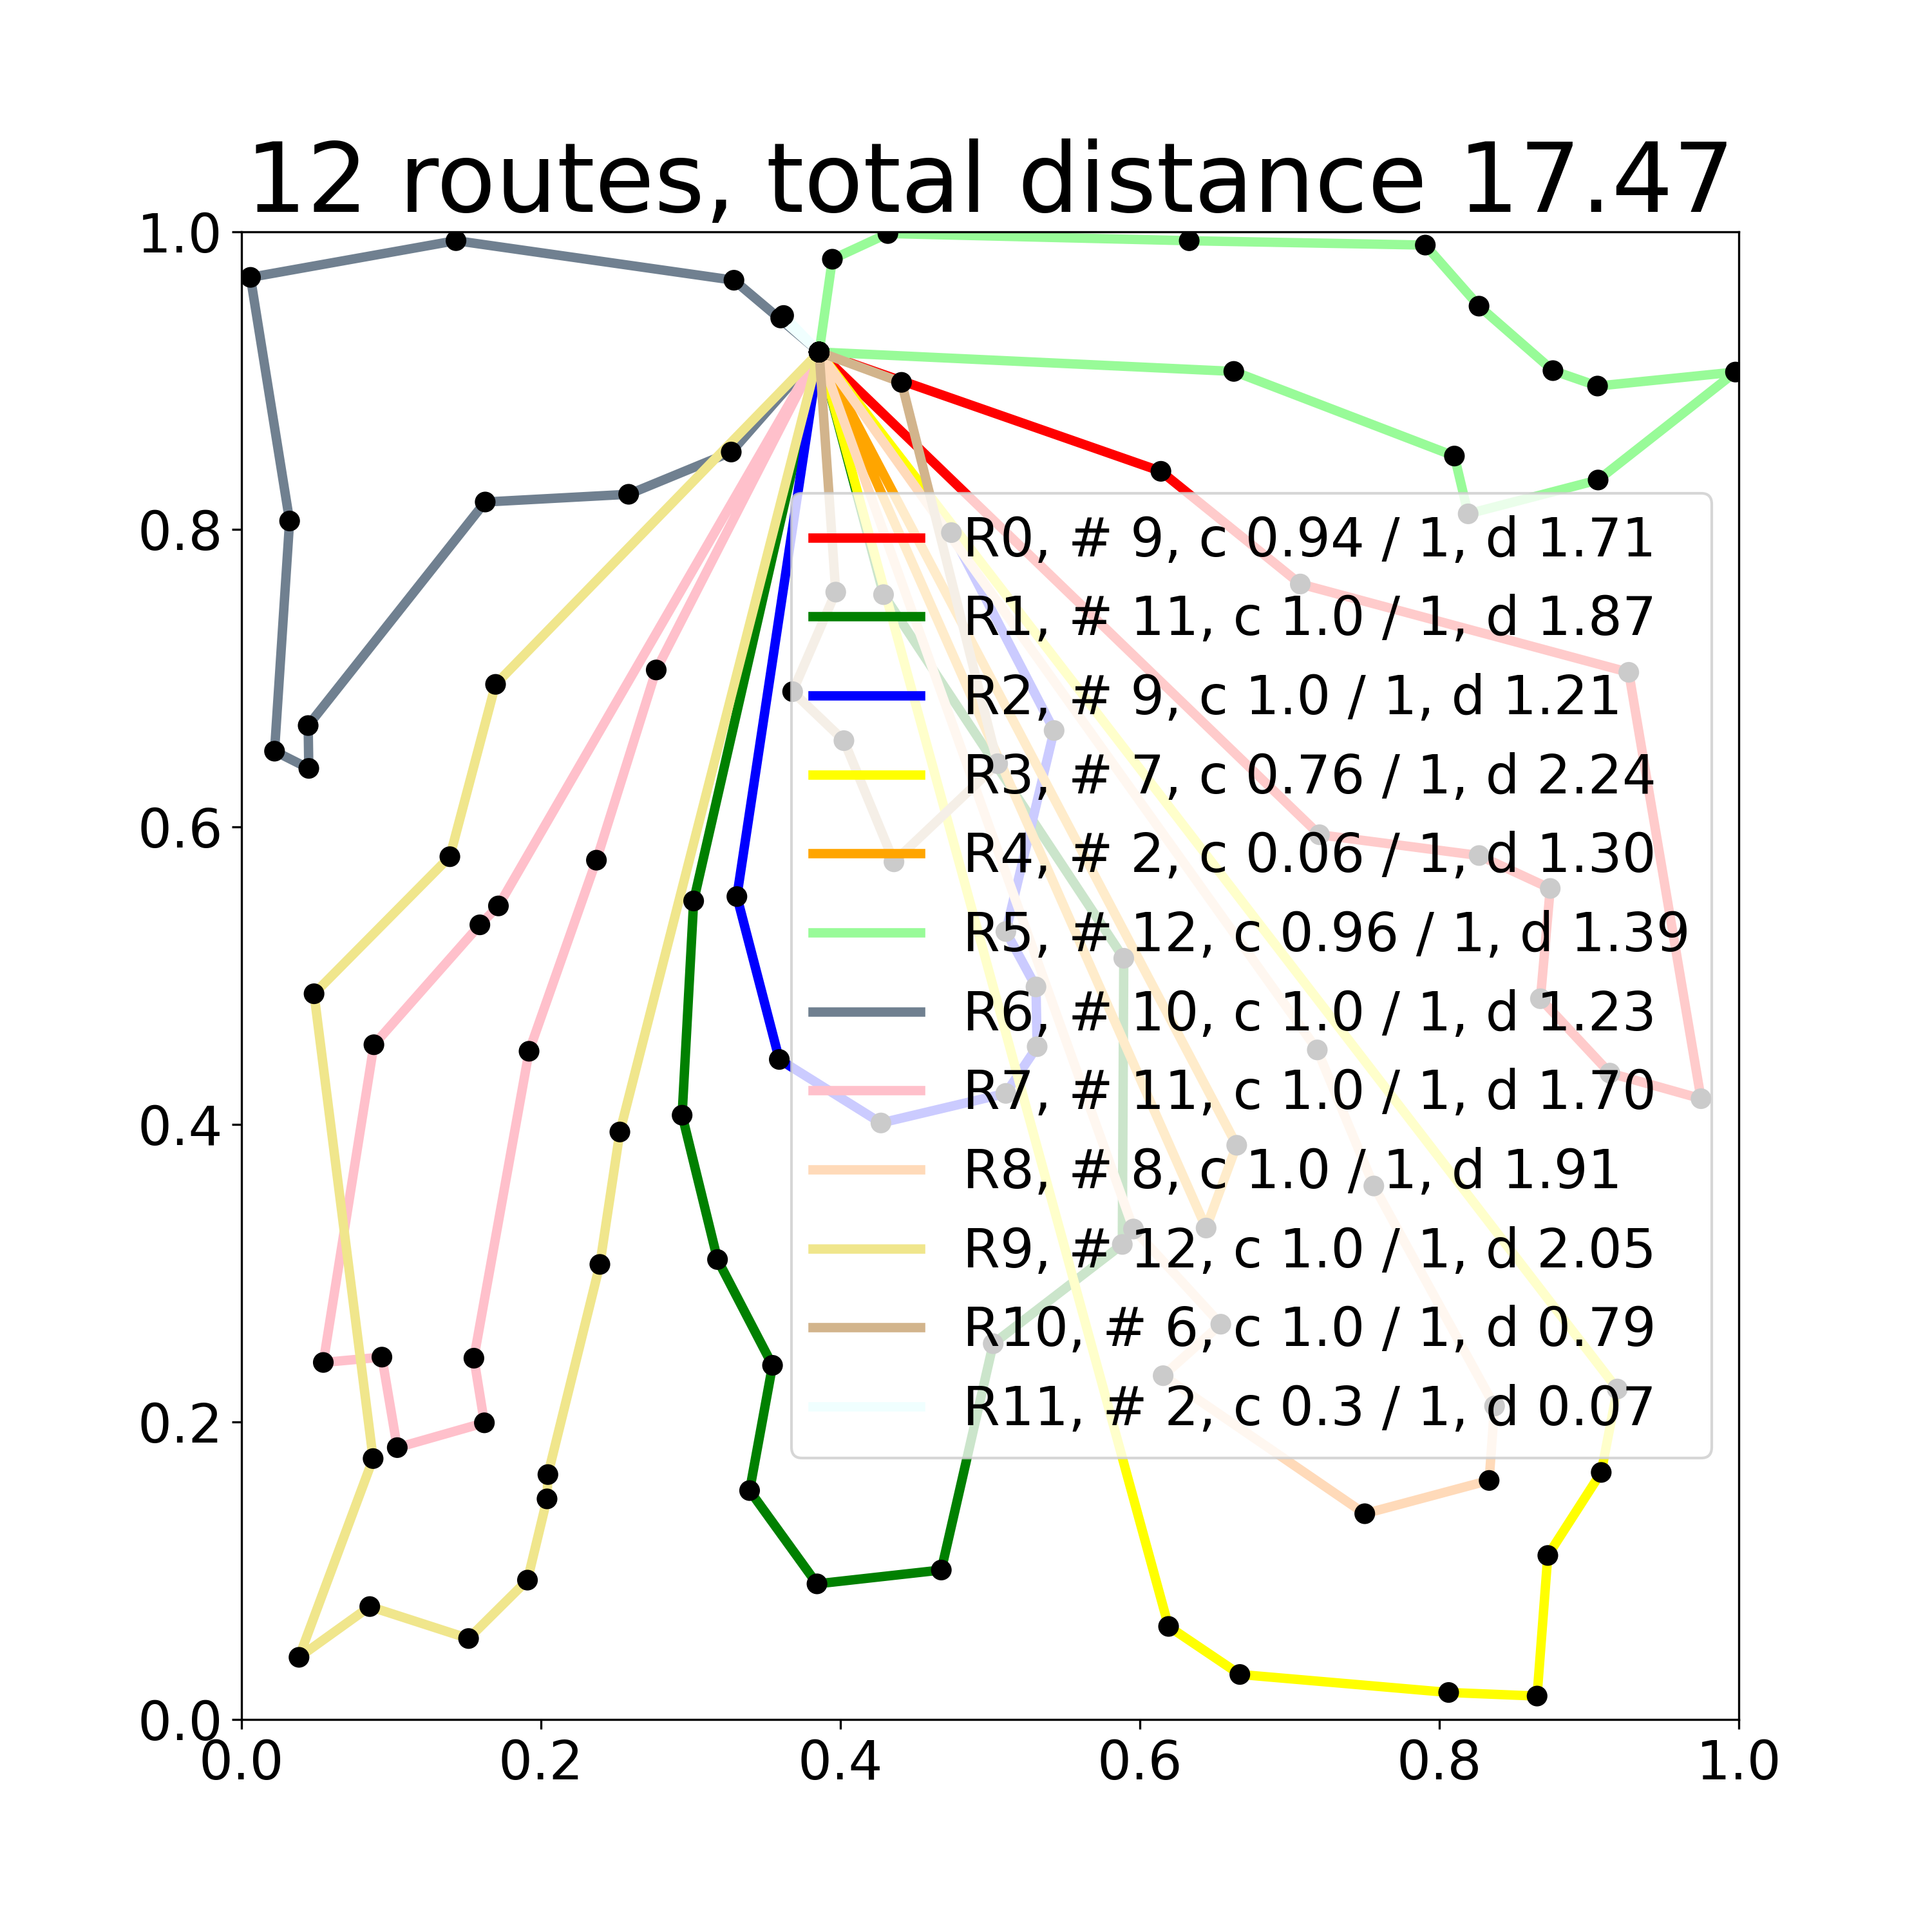 12 routes, total distance 17.47
1.0
0.8
0.6
0.4
0.2
0.0
R0, # 9, c 0.94 / 1, d 1.71
R1, # 11, c 1.0 / 1, d 1.87
R2, # 9, c 1.0 / 1, d 1.21
R3, # 7, c 0.76 / 1, d 2.24
R4, # 2, c 0.06 / 1, d 1.30
R5, # 12, c 0.96 / 1, d 1.39
R6, # 10, c 1.0 / 1, d 1.23
R7, # 11, c 1.0 / 1, d 1.70
R8, # 8, c 1.0 / 1, d 1.91
R9, # 12, c 1.0 / 1, d 2.05
R10, # 6, c 1.0 / 1, d 0.79
R11, # 2, c 0.3 / 1, d 0.07
0.0 0.2 0.4 0.6 0.8 1.0